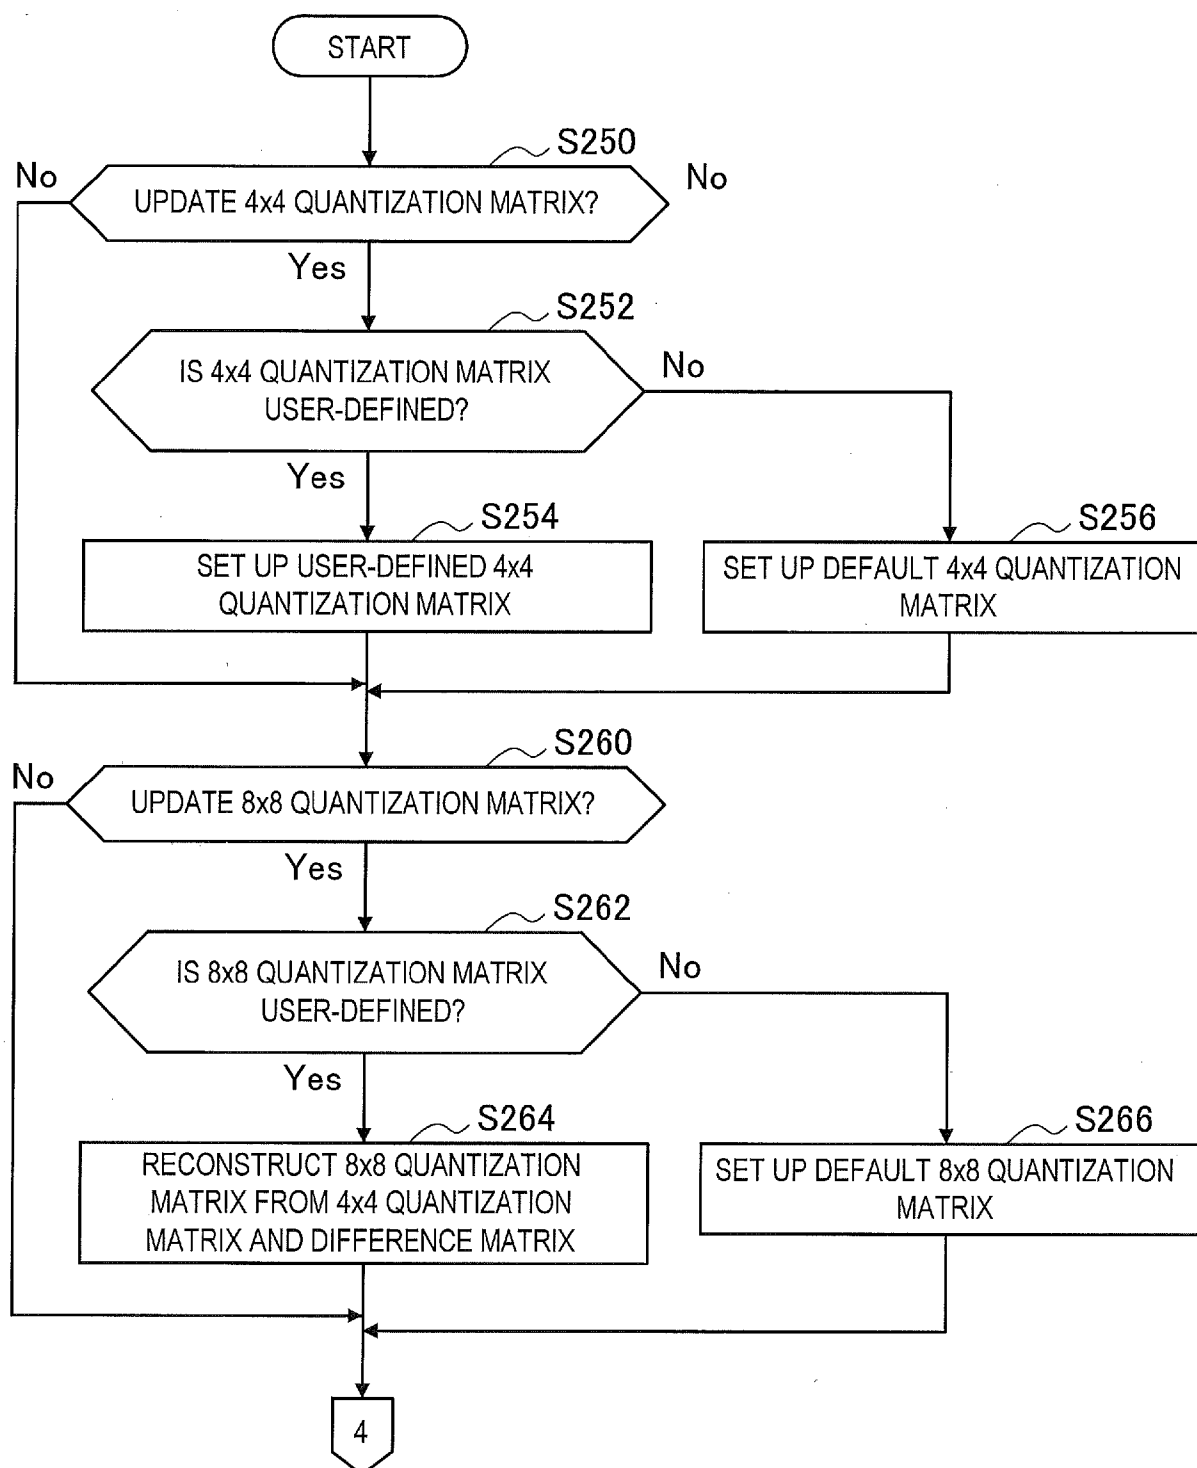 START
S250
No
UPDATE 4x4 QUANTIZATION MATRIX?
No
Yes
S252
IS 4x4 QUANTIZATION MATRIX
USER-DEFINED?
No
Yes
S254
SET UP USER-DEFINED 4x4
QUANTIZATION MATRIX
S256
SET UP DEFAULT 4x4 QUANTIZATION
MATRIX
S260
No
UPDATE 8x8 QUANTIZATION MATRIX?
Yes
S262
IS 8x8 QUANTIZATION MATRIX
USER-DEFINED?
No
Yes
S264
RECONSTRUCT 8x8 QUANTIZATION
MATRIX FROM 4x4 QUANTIZATION
MATRIX AND DIFFERENCE MATRIX
S266
SET UP DEFAULT 8x8 QUANTIZATION
MATRIX
4